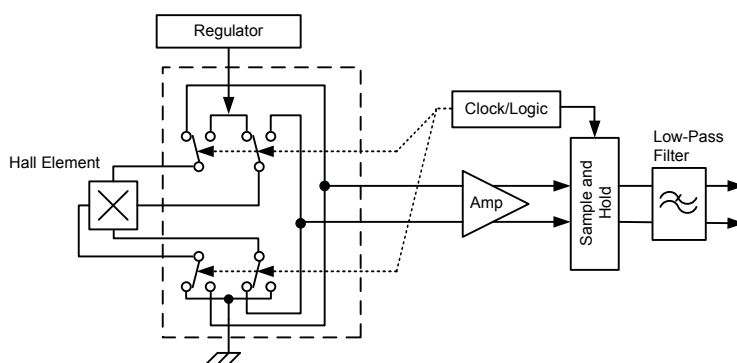 Regulator
Clock/Logic
Low-Pass
Filter
Hall Element
Amp
Sample and
Hold